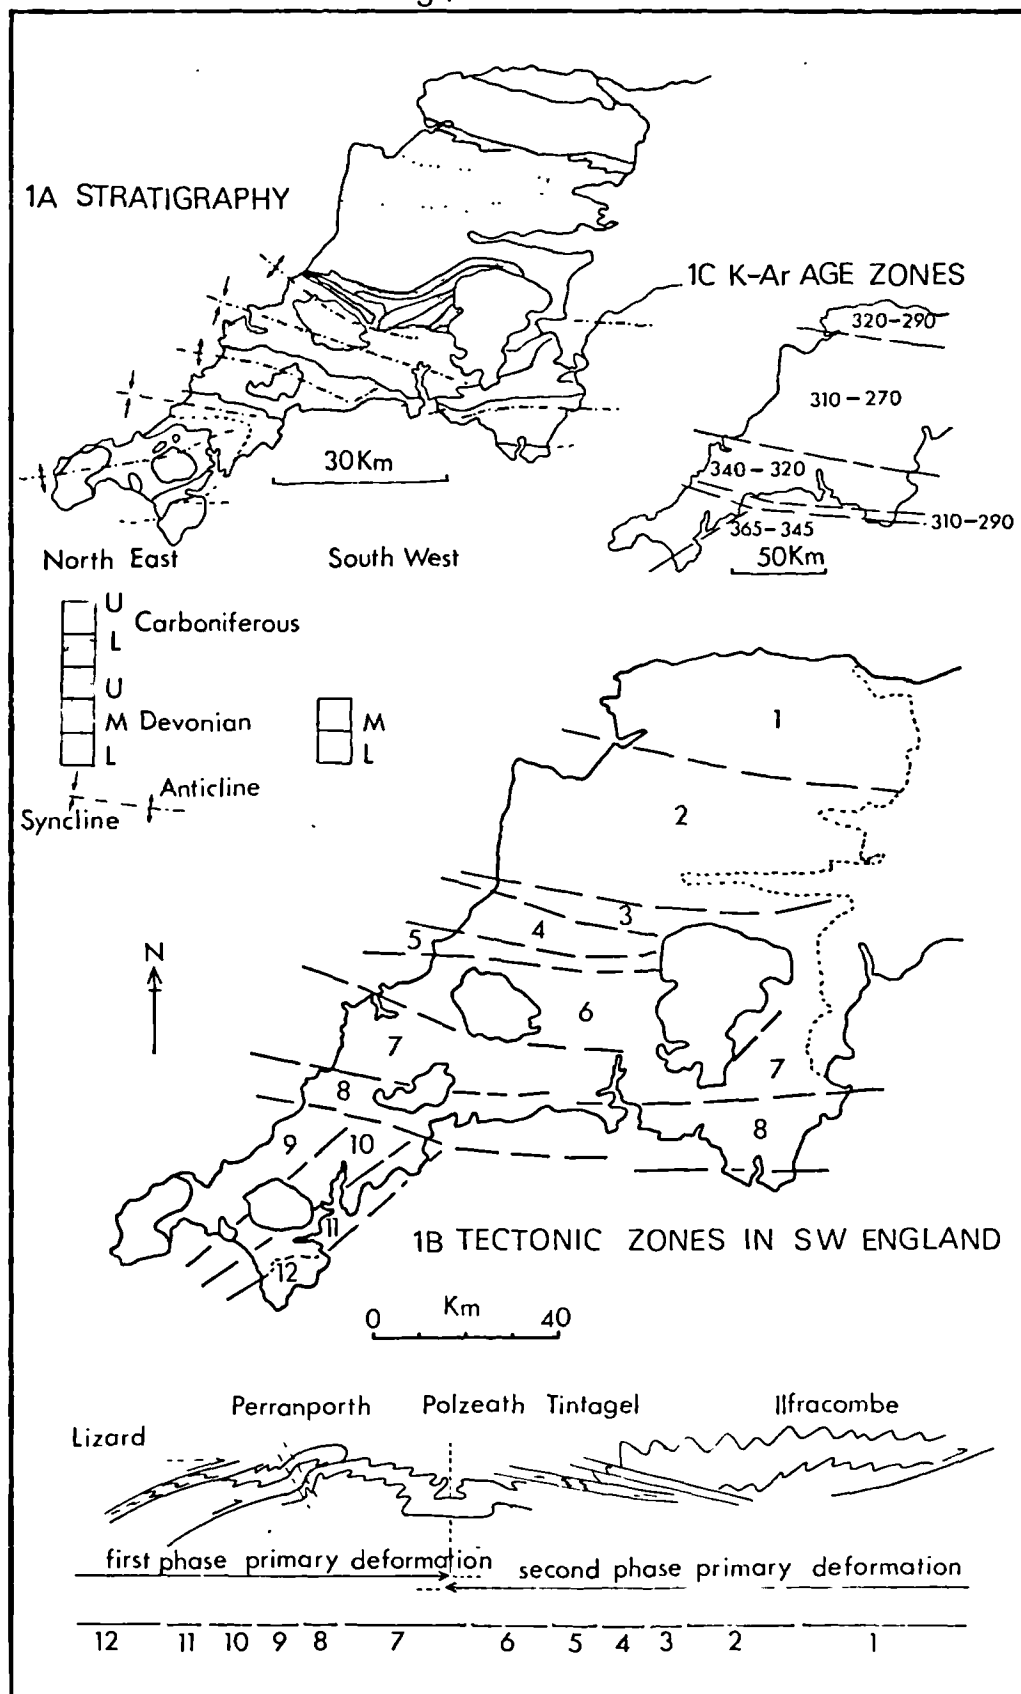 1A STRATIGRAPHY
30Km
1C K-Ar AGE ZONES
320-290
310-270
340-320
310-290
365-345
50Km
North East
South West
U
Carboniferous
L
U
M Devonian
L
M
L
Anticline
Syncline
N
1
2
3
4
5
6
7
7
8
8
9
10
11
12
1B TECTONIC ZONES IN SW ENGLAND
Km
0 40
Perranporth Polzeath Tintagel Ilfracombe
Lizard
first phase primary deformation
second phase primary deformation
12 11 10 9 8 7 6 5 4 3 2 1